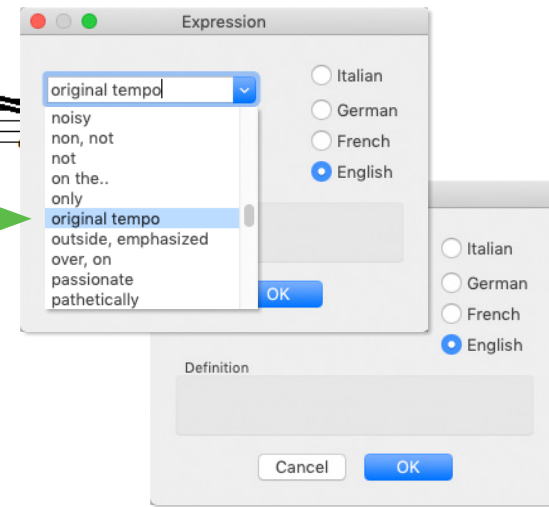 Expression
original tempo
noisy
non, not
not
on the..
only
original tempo
outside, emphasized
over, on
passionate
pathetically
Italian
German
French
English
OK
Italian
German
French
English
Definition
Cancel
OK